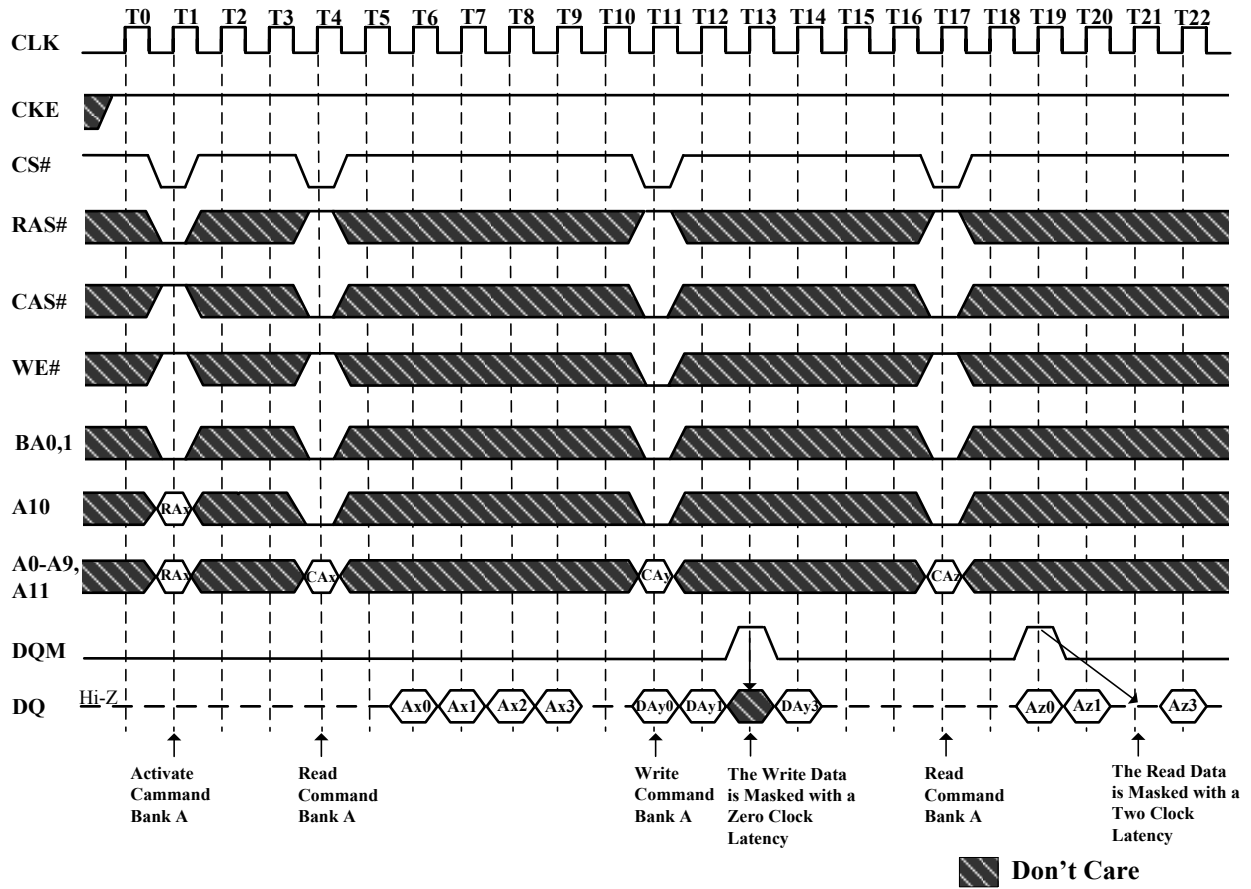 T0 T1 T2 T3 T4 T5 T6 T7 T8 T9 T10 T11 T12 T13 T14 T15 T16 T17 T18 T19 T20 T21 T22
CLK
CKE
CS#
RAS#
CAS#
WE#
BA0,1
A10
RAx
A0-A9,
A11
RAx CAx CAy CAz
DQM
DQ
Hi-Z
Ax0 Ax1 Ax2 Ax3 DAy0 DAy1 DAy3 Az0 Az1 Az3
Activate
Cammand
Bank A
Read
Command
Bank A
Write
Command
Bank A
The Write Data
is Masked with a
Zero Clock
Latency
Read
Command
Bank A
The Read Data
is Masked with a
Two Clock
Latency
Don't Care